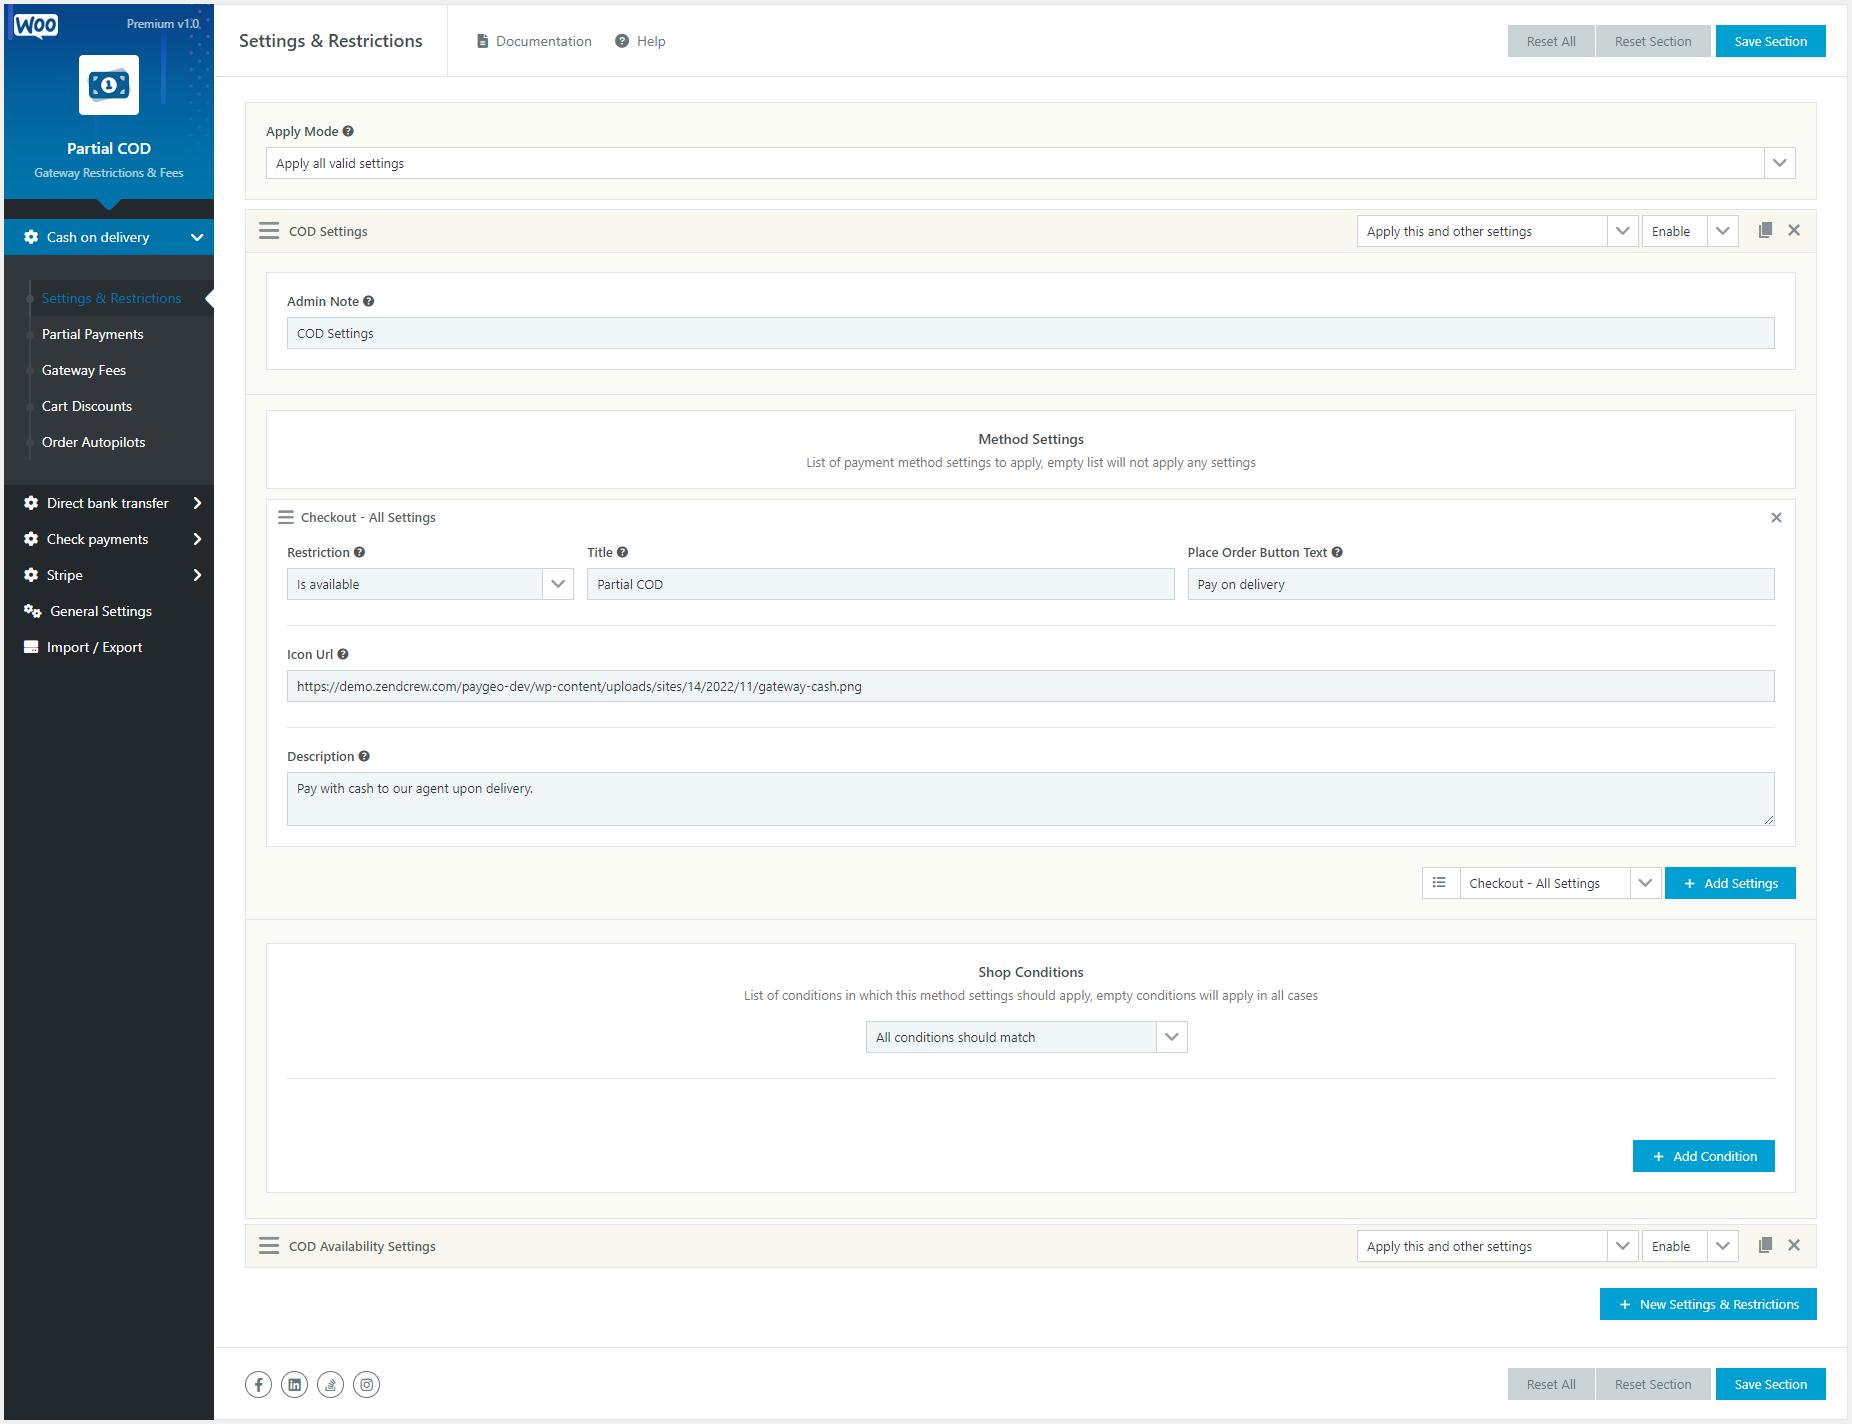 Woo
Premium v1.0
Partial COD
Gateway Restrictions & Fees
Cash on delivery
Settings & Restrictions
Partial Payments
Gateway Fees
Cart Discounts
Order Autopilots
Direct bank transfer
Check payments
Stripe
General Settings
Import / Export
Settings & Restrictions
Documentation
Help
Reset All
Reset Section
Save Section
Apply Mode
Apply all valid settings
COD Settings
Apply this and other settings
Enable
Admin Note
COD Settings
Method Settings
List of payment method settings to apply, empty list will not apply any settings
Checkout - All Settings
Restriction
Title
Place Order Button Text
Is available
Partial COD
Pay on delivery
Icon Url
https://demo.zendcrew.com/paygeo-dev/wp-content/uploads/sites/14/2022/11/gateway-cash.png
Description
Pay with cash to our agent upon delivery.
Checkout - All Settings
+ Add Settings
Shop Conditions
List of conditions in which this method settings should apply, empty conditions will apply in all cases
All conditions should match
+ Add Condition
COD Availability Settings
Apply this and other settings
Enable
+ New Settings & Restrictions
Reset All
Reset Section
Save Section